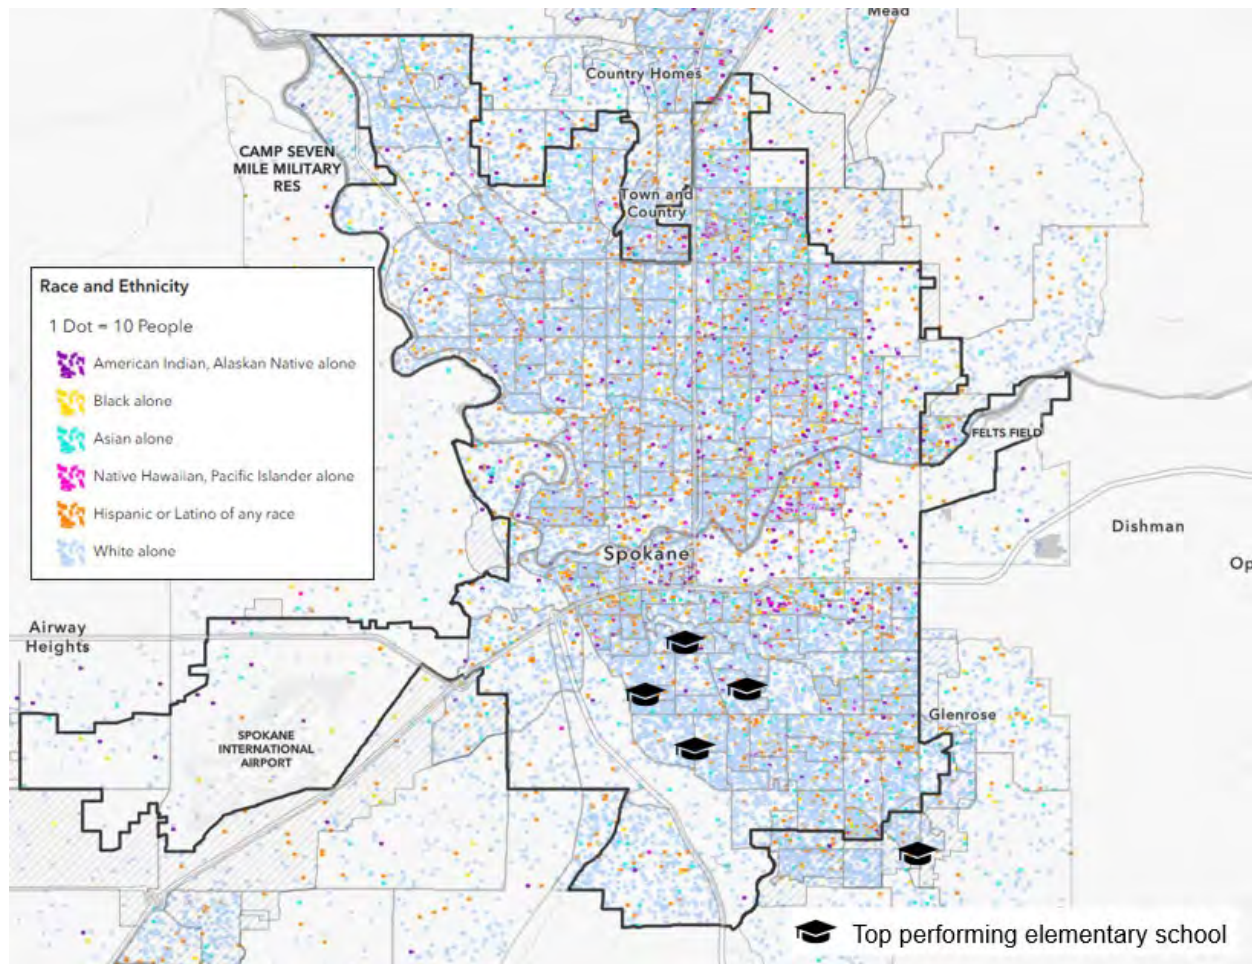 Mead
Country Homes
CAMP SEVEN
MILE MILITARY
RES
Town and
Country
Race and Ethnicity
1 Dot = 10 People
American Indian, Alaskan Native alone
Black alone
Asian alone
Native Hawaiian, Pacific Islander alone
Hispanic or Latino of any race
White alone
FELTS FIELD
Dishman
Spokane
Op
Airway
Heights
Glenrose
SPOKANE
INTERNATIONAL
AIRPORT
Top performing elementary school